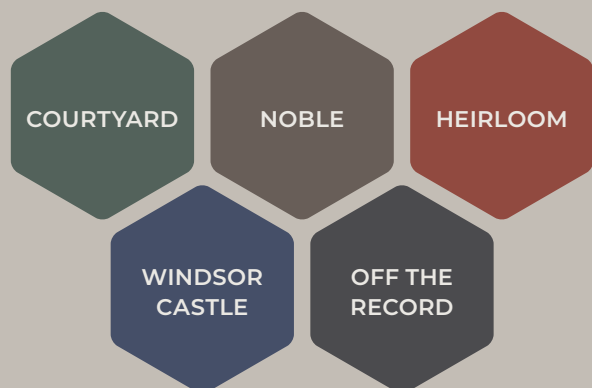 COURTYARD
NOBLE
HEIRLOOM
WINDSOR
CASTLE
OFF THE
RECORD